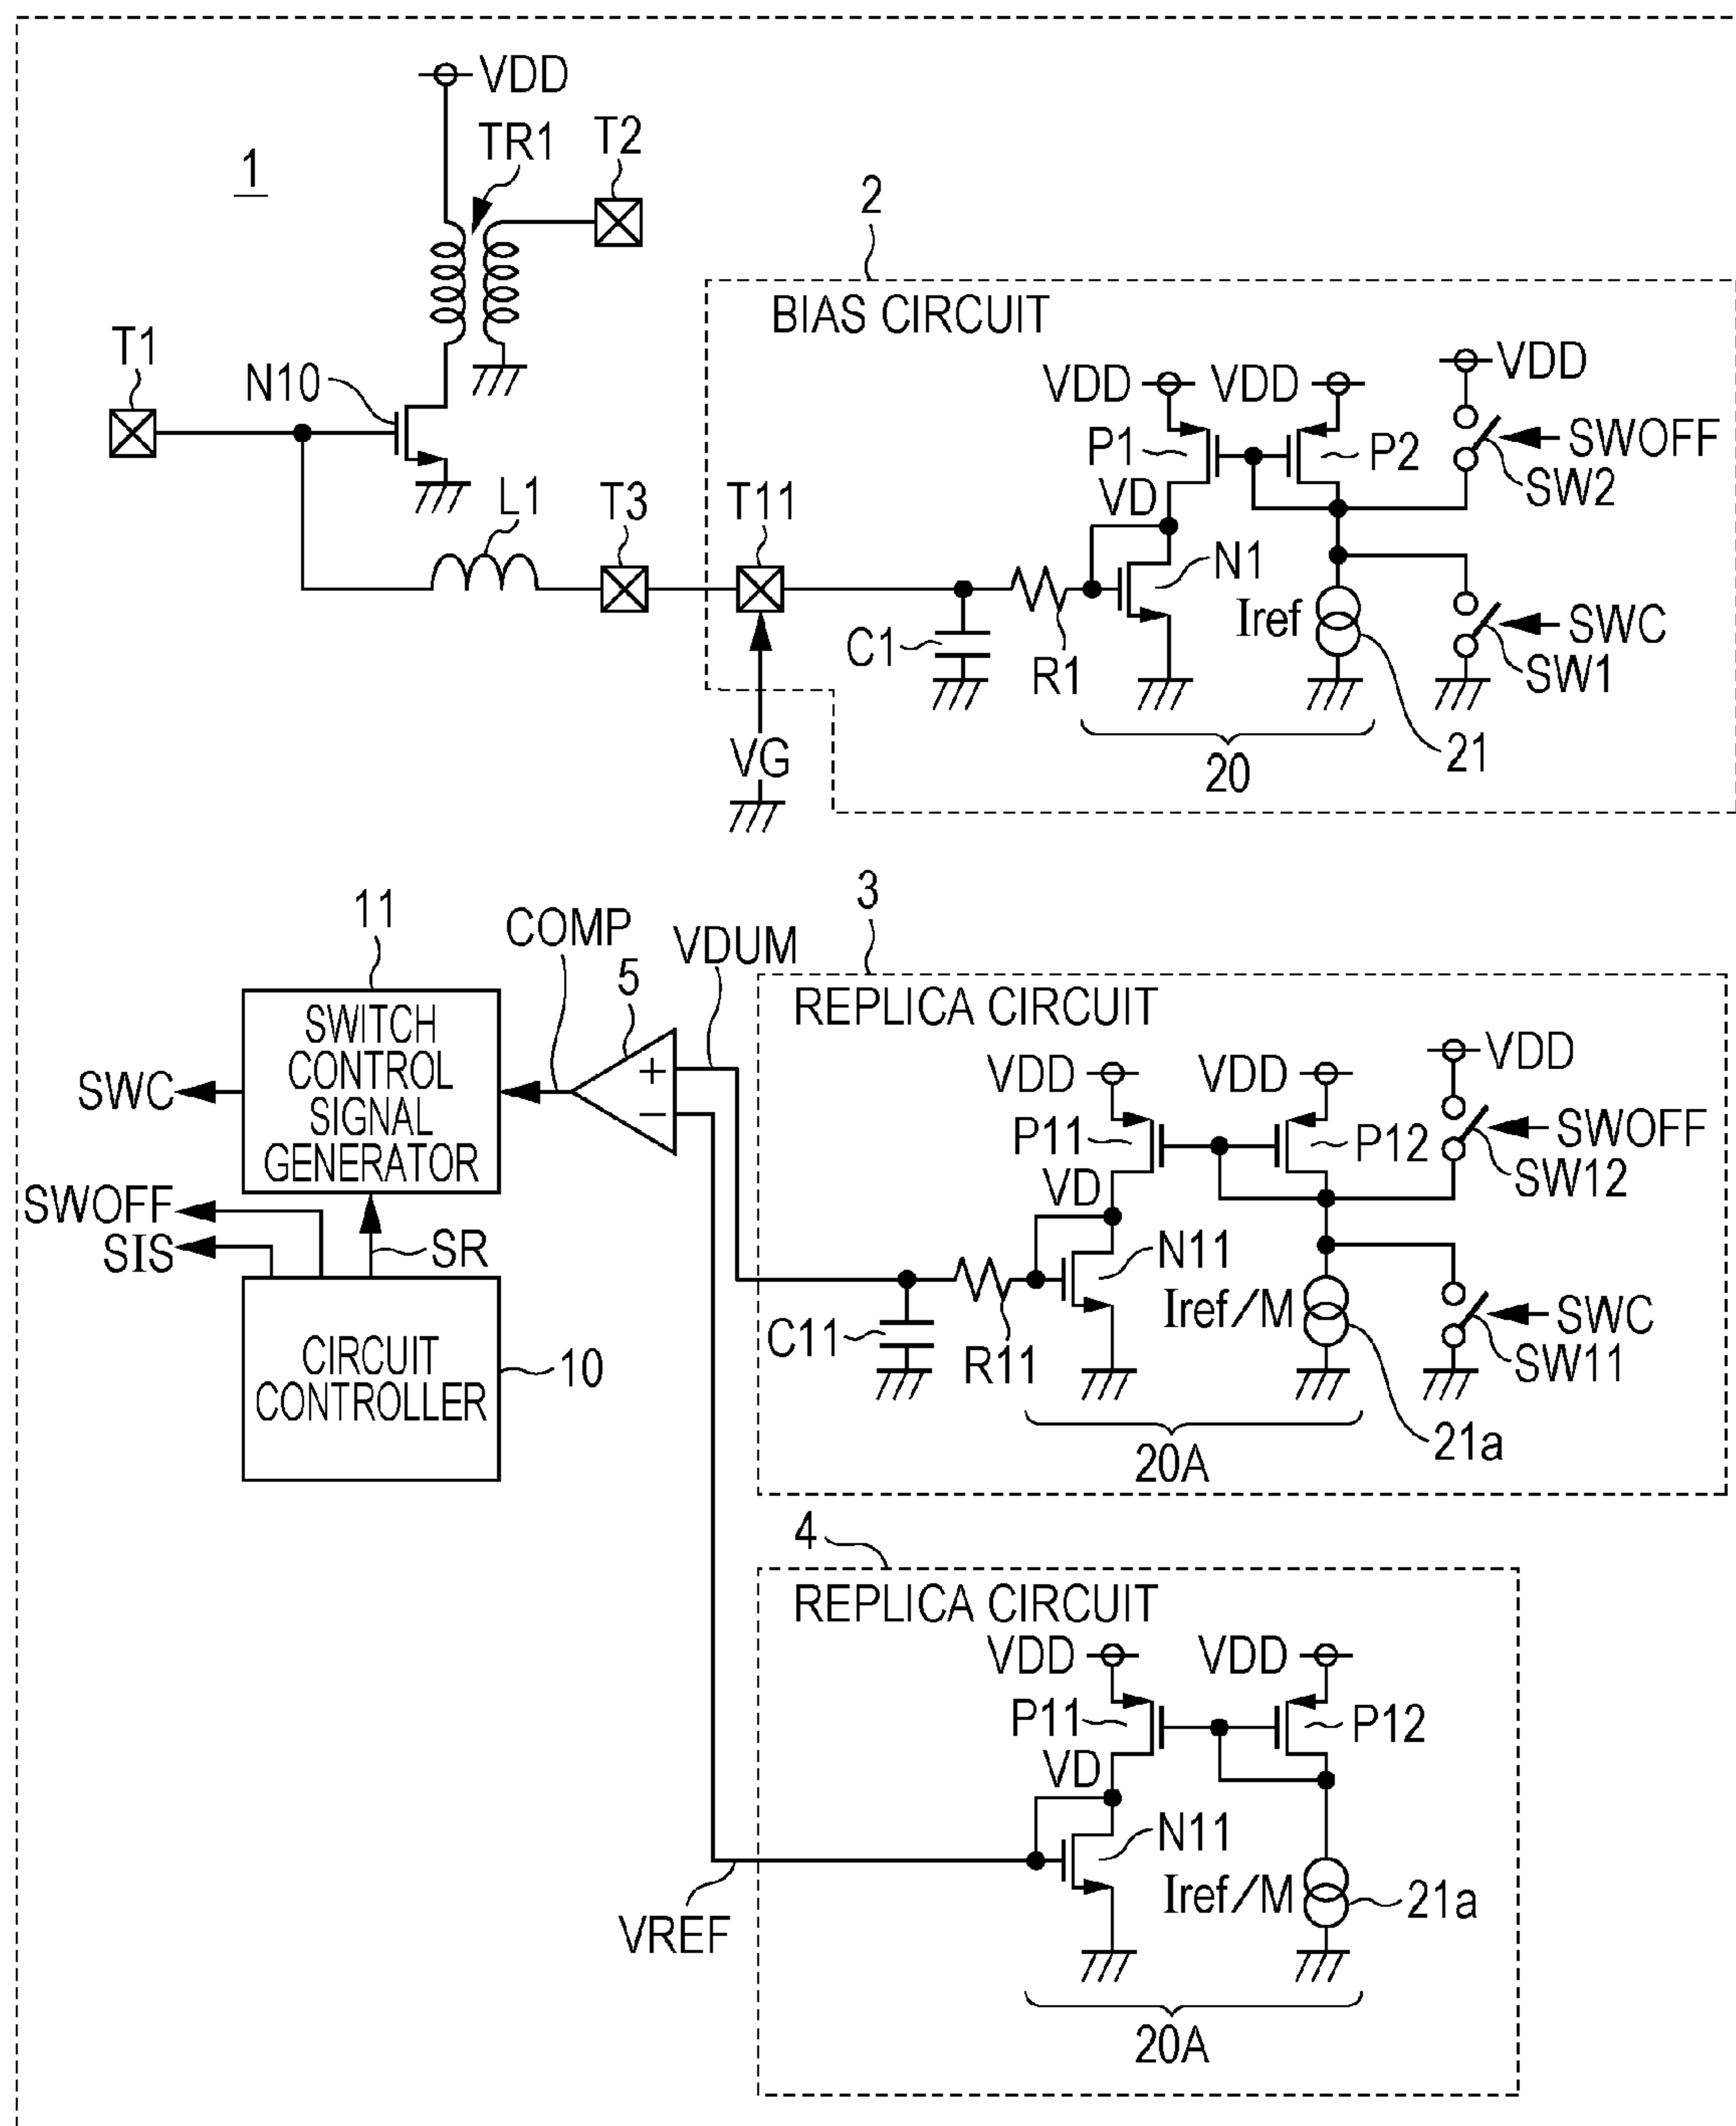 VDD
TR1
T2
1
2
BIAS CIRCUIT
T1
N10
VDD
VDD
VDD
P1
P2
SWOFF
SW2
VD
L1
T3
T11
N1
Iref
SWC
SW1
C1
R1
VG
20
21
3
11
COMP
VDUM
5
REPLICA CIRCUIT
SWITCH
CONTROL
SIGNAL
GENERATOR
+
−
SWC
VDD
VDD
VDD
P11
P12
SWOFF
SW12
VD
SWOFF
SIS
SR
N11
Iref/M
SWC
SW11
C11
R11
CIRCUIT
CONTROLLER
10
20A
21a
4
REPLICA CIRCUIT
VDD
VDD
P11
P12
VD
N11
Iref/M
21a
VREF
20A